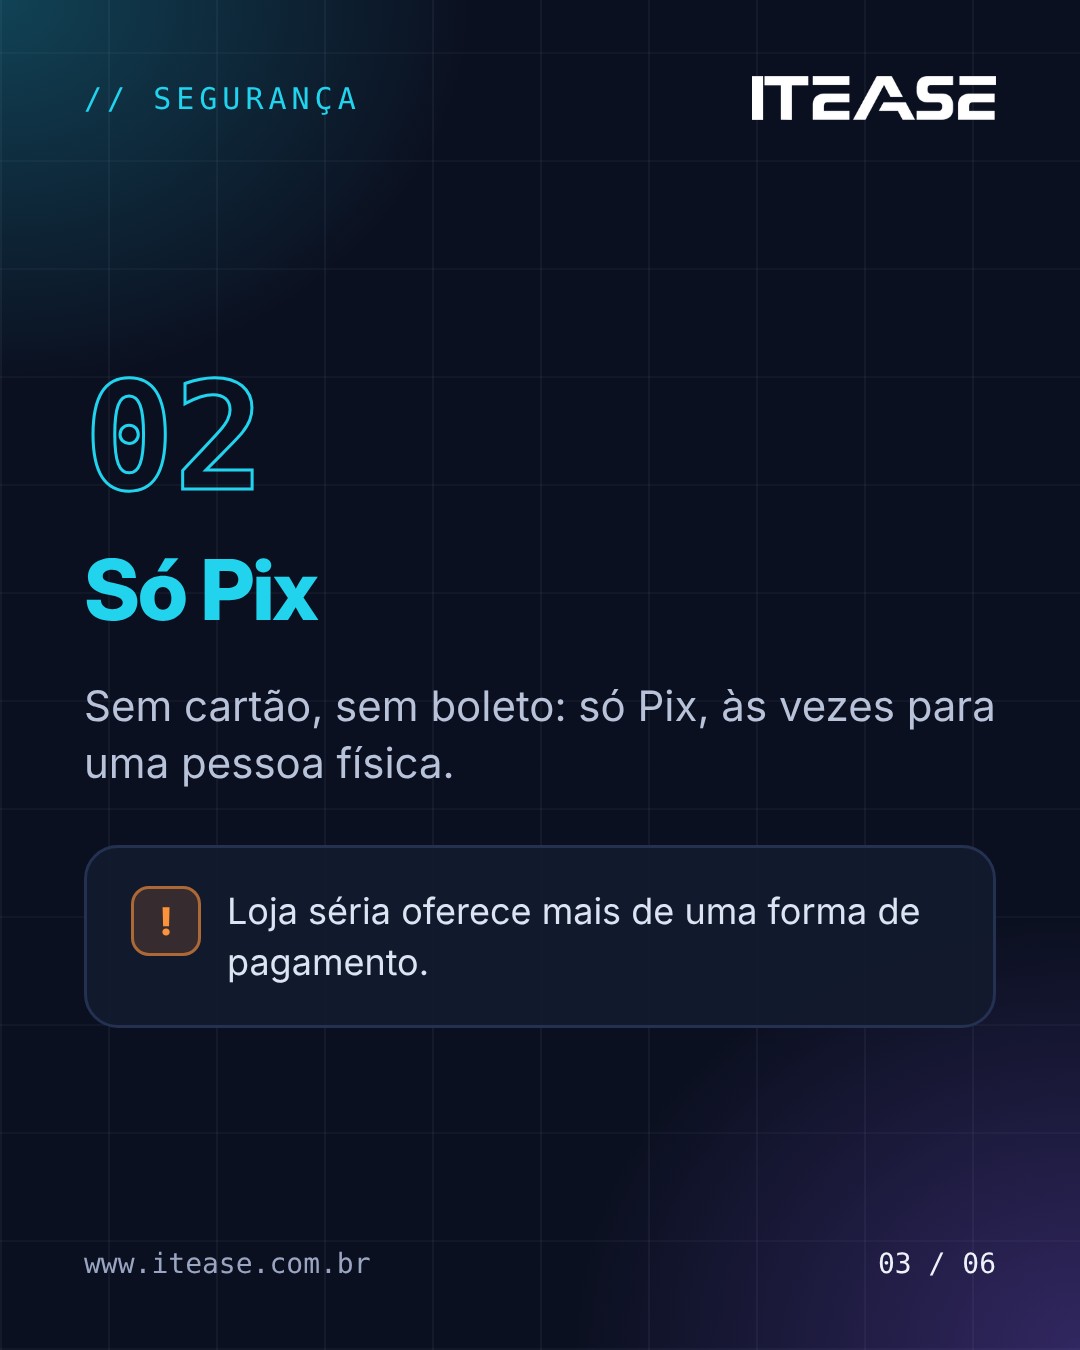 // SEGURANÇA
ITEASE
02
Só Pix
Sem cartão, sem boleto: só Pix, às vezes para
uma pessoa física.
!
Loja séria oferece mais de uma forma de
pagamento.
www.itease.com.br
03 / 06